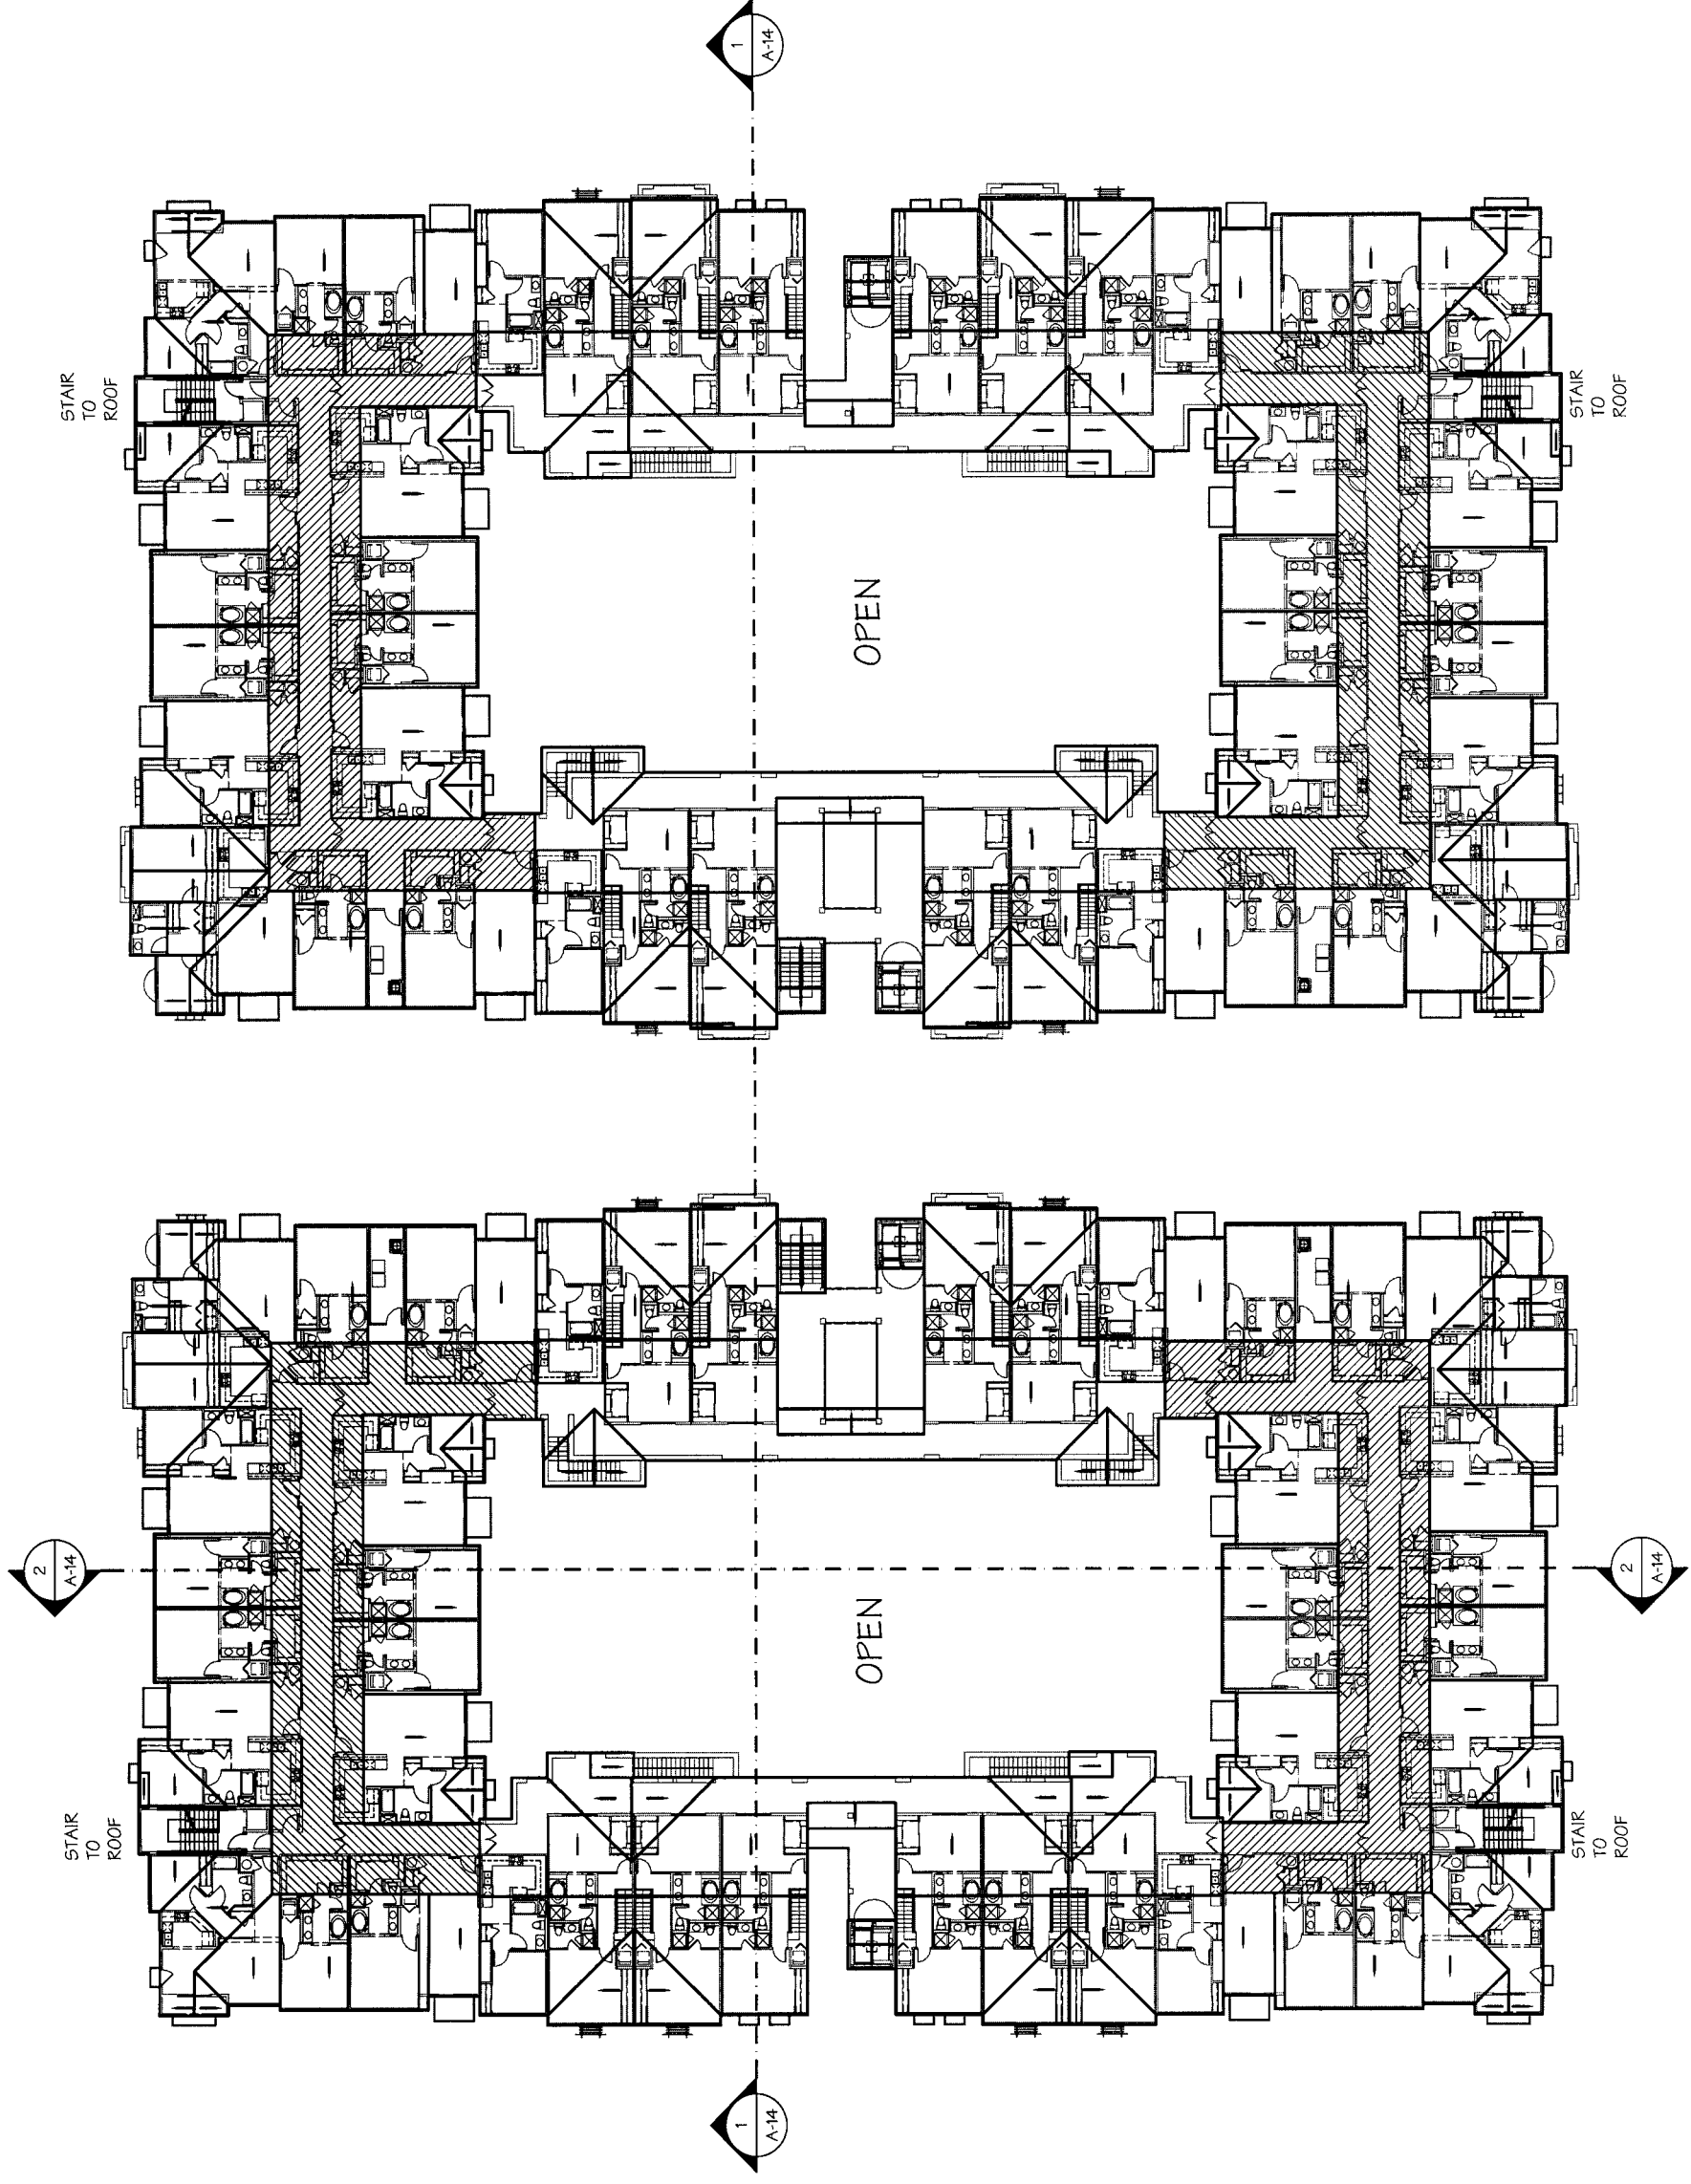 1
A-14
STAIR
TO
ROOF
STAIR
TO
ROOF
OPEN
2
A-14
2
A-14
OPEN
STAIR
TO
ROOF
STAIR
TO
ROOF
1
A-14